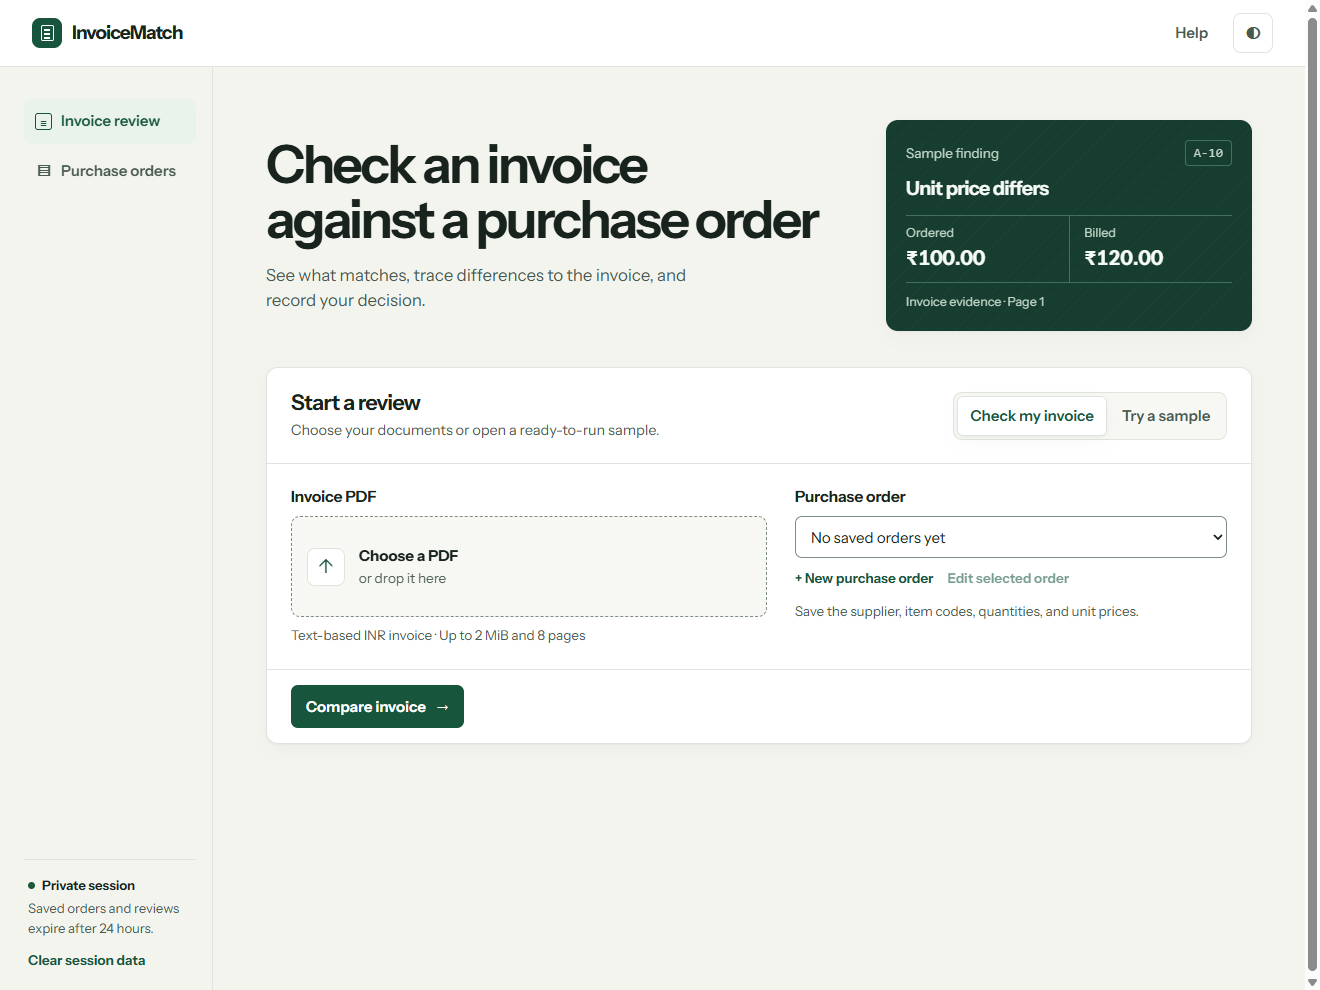 InvoiceMatch
Help
Invoice review
Purchase orders
Check an invoice
against a purchase order
See what matches, trace differences to the invoice, and
record your decision.
Sample finding
A-10
Unit price differs
Ordered
₹100.00
Billed
₹120.00
Invoice evidence · Page 1
Start a review
Choose your documents or open a ready-to-run sample.
Check my invoice
Try a sample
Invoice PDF
Choose a PDF
or drop it here
Text-based INR invoice · Up to 2 MiB and 8 pages
Purchase order
No saved orders yet
+ New purchase order
Edit selected order
Save the supplier, item codes, quantities, and unit prices.
Compare invoice →
Private session
Saved orders and reviews
expire after 24 hours.
Clear session data